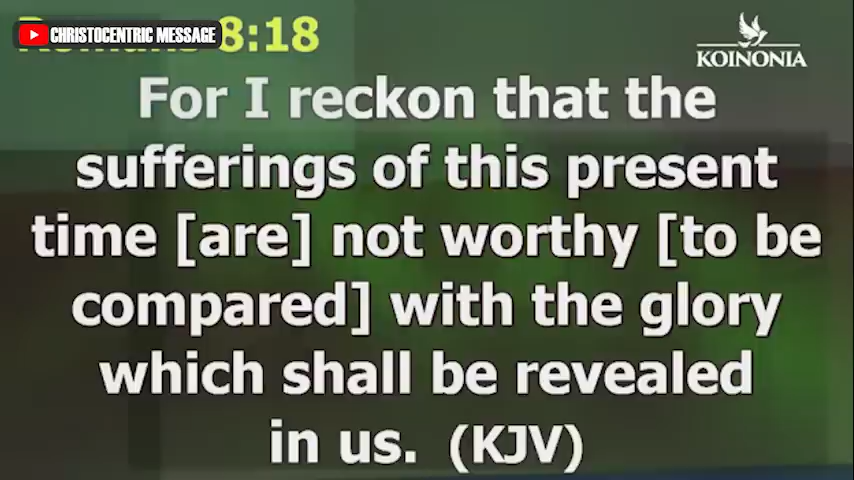 CHRISTOCENTRIC MESSAGE
8:18
KOINONIA
For I reckon that the
sufferings of this present
time [are] not worthy [to be
compared] with the glory
which shall be revealed
in us. (KJV)